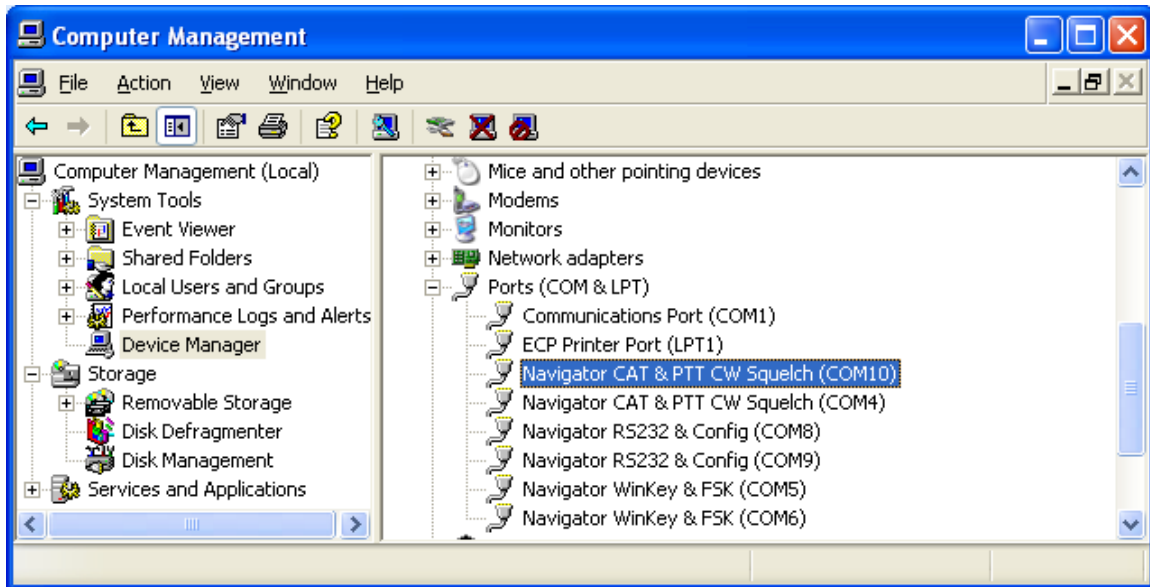 Computer Management
File Action View Window Help
Computer Management (Local)
System Tools
Event Viewer
Shared Folders
Local Users and Groups
Performance Logs and Alerts
Device Manager
Storage
Removable Storage
Disk Defragmenter
Disk Management
Services and Applications
Mice and other pointing devices
Modems
Monitors
Network adapters
Ports (COM & LPT)
Communications Port (COM1)
ECP Printer Port (LPT1)
Navigator CAT & PTT CW Squelch (COM10)
Navigator CAT & PTT CW Squelch (COM4)
Navigator RS232 & Config (COM8)
Navigator RS232 & Config (COM9)
Navigator WinKey & FSK (COM5)
Navigator WinKey & FSK (COM6)